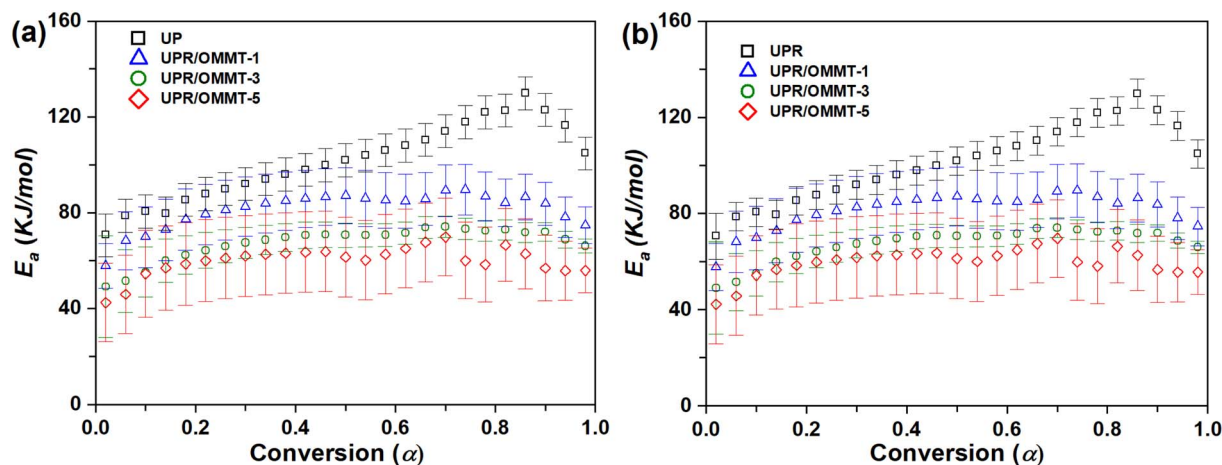 (a)
UP
UPR/OMMT-1
UPR/OMMT-3
UPR/OMMT-5
160
120
80
40
0
Ea (KJ/mol)
0.0 0.2 0.4 0.6 0.8 1.0
Conversion (α)
(b)
UPR
UPR/OMMT-1
UPR/OMMT-3
UPR/OMMT-5
160
120
80
40
0
Ea (KJ/mol)
0.0 0.2 0.4 0.6 0.8 1.0
Conversion (α)